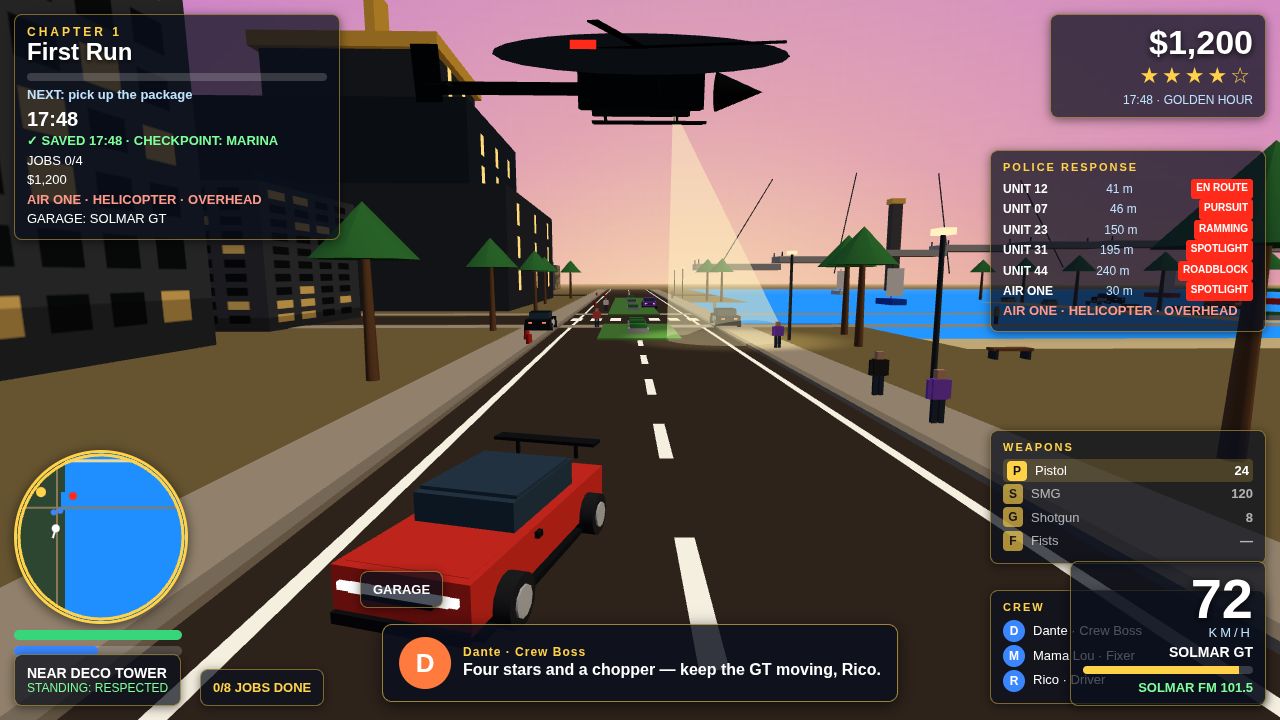 CHAPTER 1
First Run
NEXT: pick up the package
17:48
✓ SAVED 17:48 · CHECKPOINT: MARINA
JOBS 0/4
$1,200
AIR ONE · HELICOPTER · OVERHEAD
GARAGE: SOLMAR GT
$1,200
★★★★☆
17:48 · GOLDEN HOUR
POLICE RESPONSE
UNIT 12 41 m EN ROUTE
UNIT 07 46 m PURSUIT
UNIT 23 150 m RAMMING
UNIT 31 195 m SPOTLIGHT
UNIT 44 240 m ROADBLOCK
AIR ONE 30 m SPOTLIGHT
AIR ONE · HELICOPTER · OVERHEAD
WEAPONS
P Pistol 24
S SMG 120
G Shotgun 8
F Fists —
CREW
D Dante · Crew Boss
M Mama Lou · Fixer
R Rico · Driver
72
KM/H
SOLMAR GT
SOLMAR FM 101.5
GARAGE
D
Dante · Crew Boss
Four stars and a chopper — keep the GT moving, Rico.
NEAR DECO TOWER
STANDING: RESPECTED
0/8 JOBS DONE